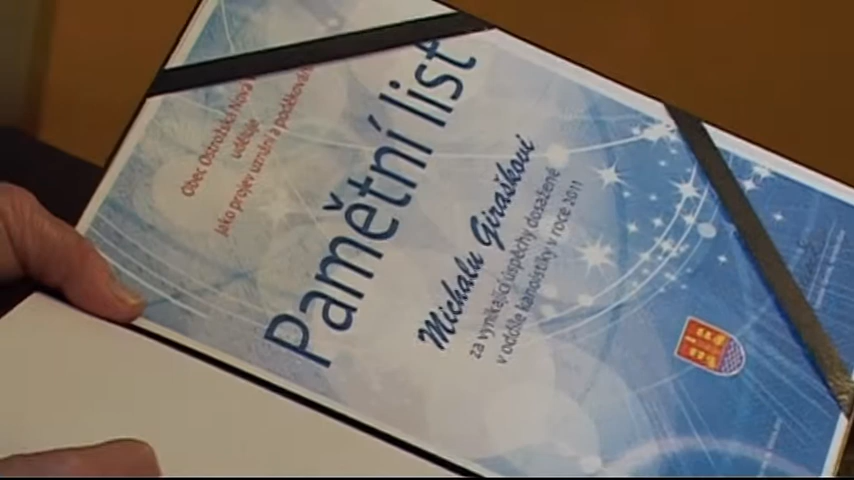 Obec Ostrožská Nová
uděluje
jako projev uznání a poděkování
Pamětní list
Michalu Giraškovi
za vynikající úspěchy dosažené
v oddíle kanoistiky v roce 2011